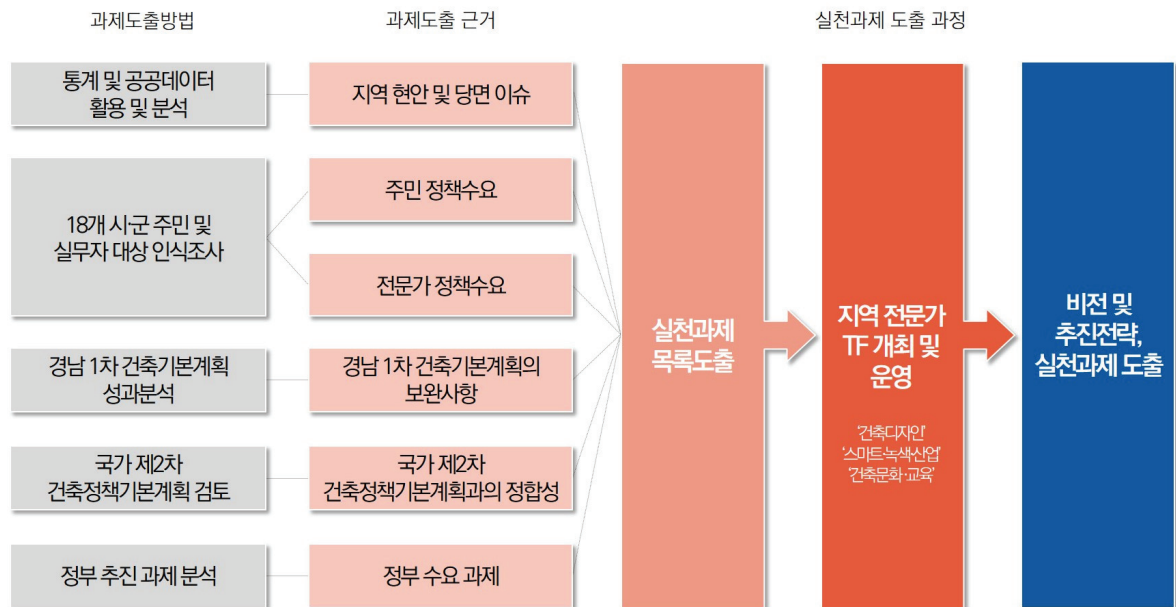 과제도출방법
과제도출 근거
실천과제 도출 과정
통계 및 공공데이터
활용 및 분석
지역 현안 및 당면 이슈
18개 시·군 주민 및
실무자 대상 인식조사
주민 정책수요
전문가 정책수요
경남 1차 건축기본계획
성과분석
경남 1차 건축기본계획의
보완사항
국가 제2차
건축정책기본계획 검토
국가 제2차
건축정책기본계획과의 정합성
정부 추진 과제 분석
정부 수요 과제
실천과제
목록도출
지역 전문가
TF 개최 및
운영
'건축디자인'
'스마트·녹색산업'
'건축문화·교육'
비전 및
추진전략,
실천과제 도출